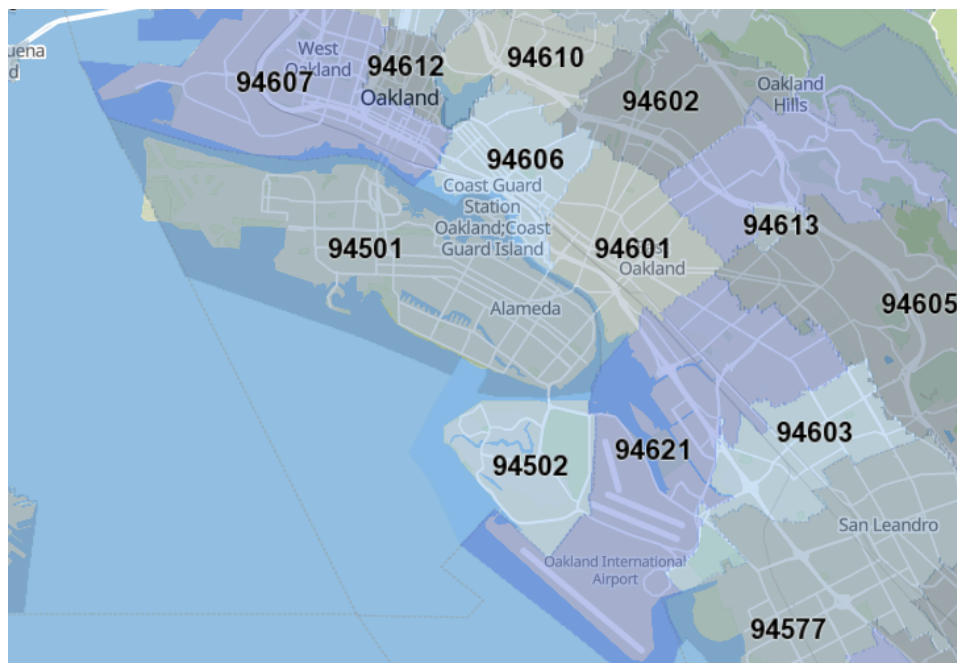 uena
d
West
Oakland
94607
94612
Oakland
94610
94602
Oakland
Hills
94606
Coast Guard
Station
Oakland;Coast
Guard Island
94501
94601
Oakland
94613
94605
Alameda
94502
94621
94603
San Leandro
Oakland International
Airport
94577